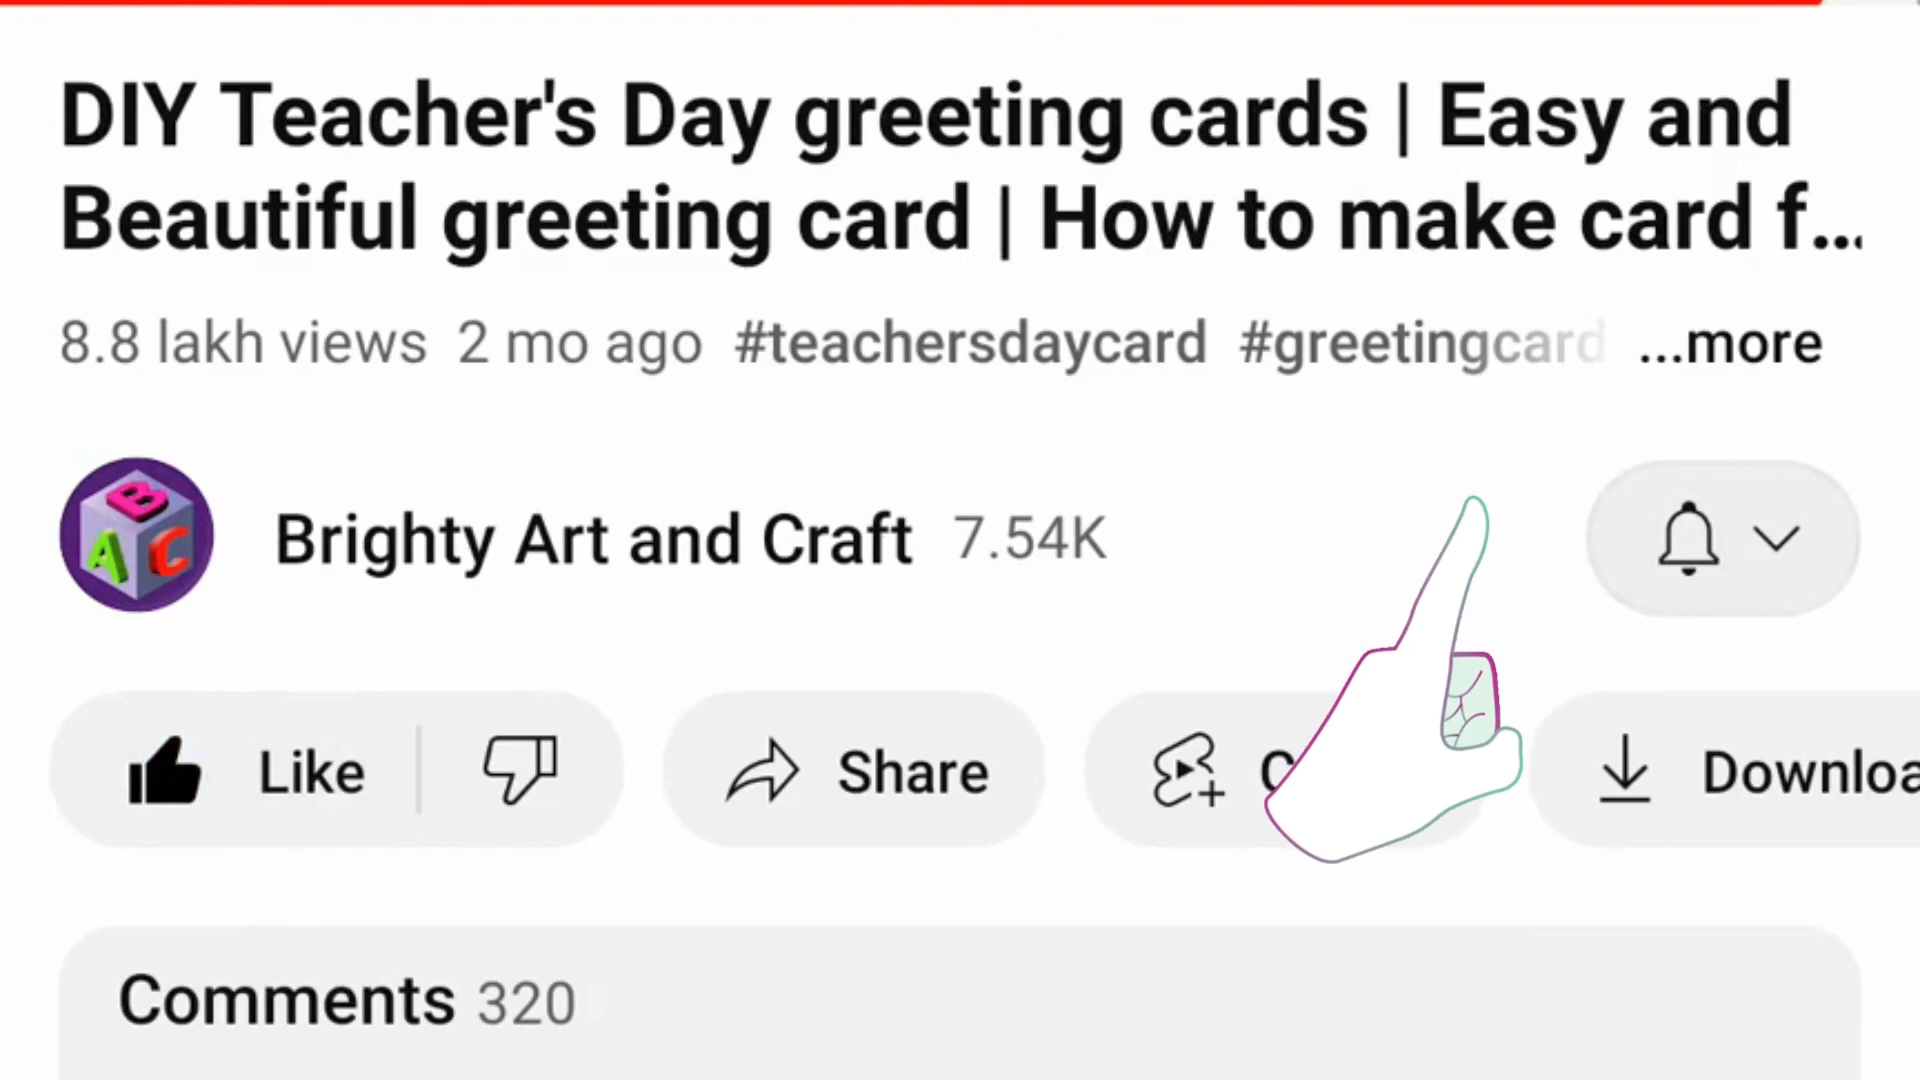 DIY Teacher's Day greeting cards | Easy and
Beautiful greeting card | How to make card f...
8.8 lakh views 2 mo ago #teachersdaycard #greetingcard ...more
B
A C
Brighty Art and Craft 7.54K
Like Share Downloa
Comments 320